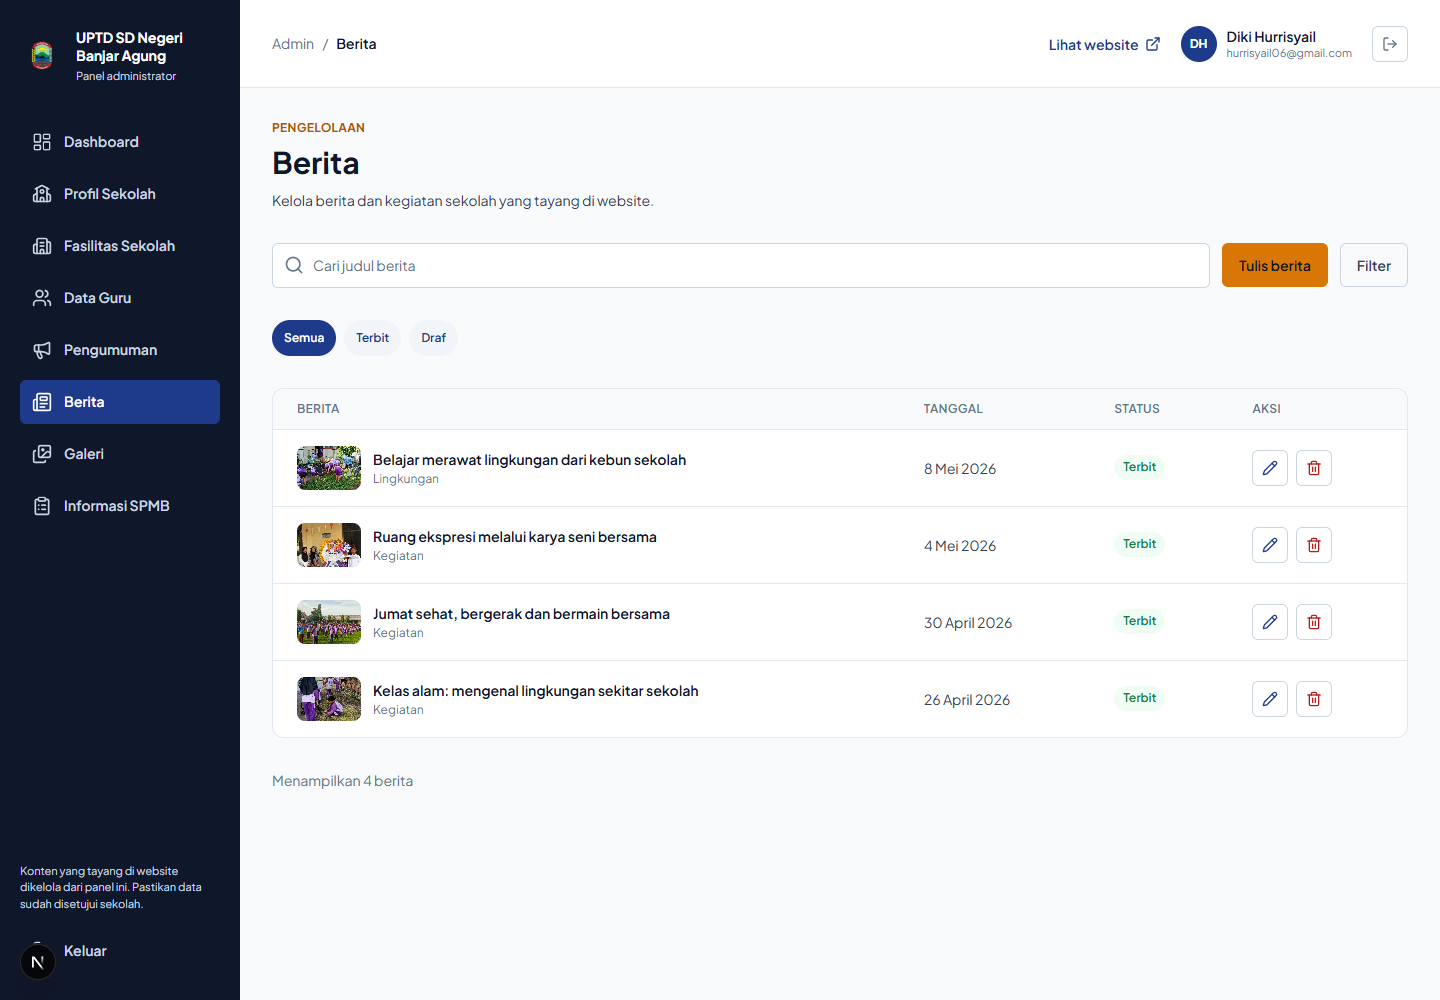 UPTD SD Negeri
Banjar Agung
Panel administrator
Dashboard
Profil Sekolah
Fasilitas Sekolah
Data Guru
Pengumuman
Berita
Galeri
Informasi SPMB
Konten yang tayang di website
dikelola dari panel ini. Pastikan data
sudah disetujui sekolah.
Keluar
N
Admin / Berita
Lihat website
DH
Diki Hurrisyail
hurrisyail06@gmail.com
PENGELOLAAN
Berita
Kelola berita dan kegiatan sekolah yang tayang di website.
Cari judul berita
Tulis berita
Filter
Semua Terbit Draf
BERITA TANGGAL STATUS AKSI
Belajar merawat lingkungan dari kebun sekolah
Lingkungan
8 Mei 2026
Terbit
Ruang ekspresi melalui karya seni bersama
Kegiatan
4 Mei 2026
Terbit
Jumat sehat, bergerak dan bermain bersama
Kegiatan
30 April 2026
Terbit
Kelas alam: mengenal lingkungan sekitar sekolah
Kegiatan
26 April 2026
Terbit
Menampilkan 4 berita